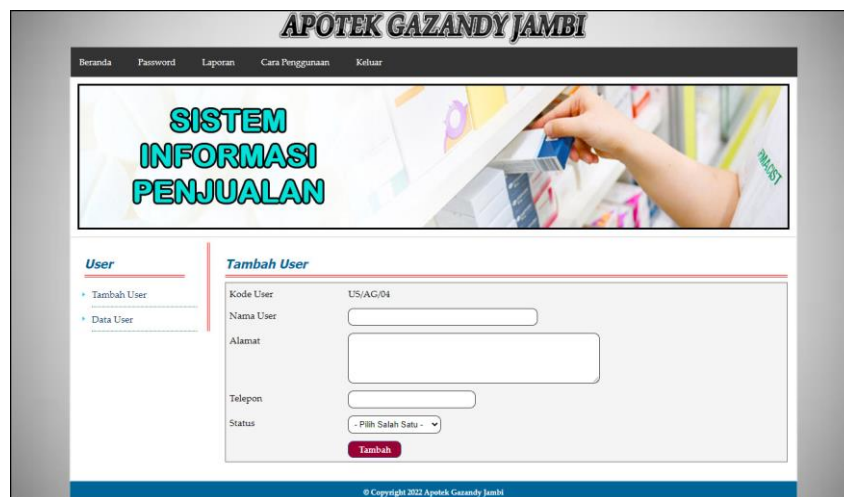 APOTEK GAZANDY JAMBI
Beranda Password Laporan Cara Penggunaan Keluar
SISTEM
INFORMASI
PENJUALAN
RMACIST
User
Tambah User
Data User
Tambah User
Kode User US/AG/04
Nama User
Alamat
Telepon
Status - Pilih Salah Satu -
Tambah
© Copyright 2022 Apotek Gazandy Jambi